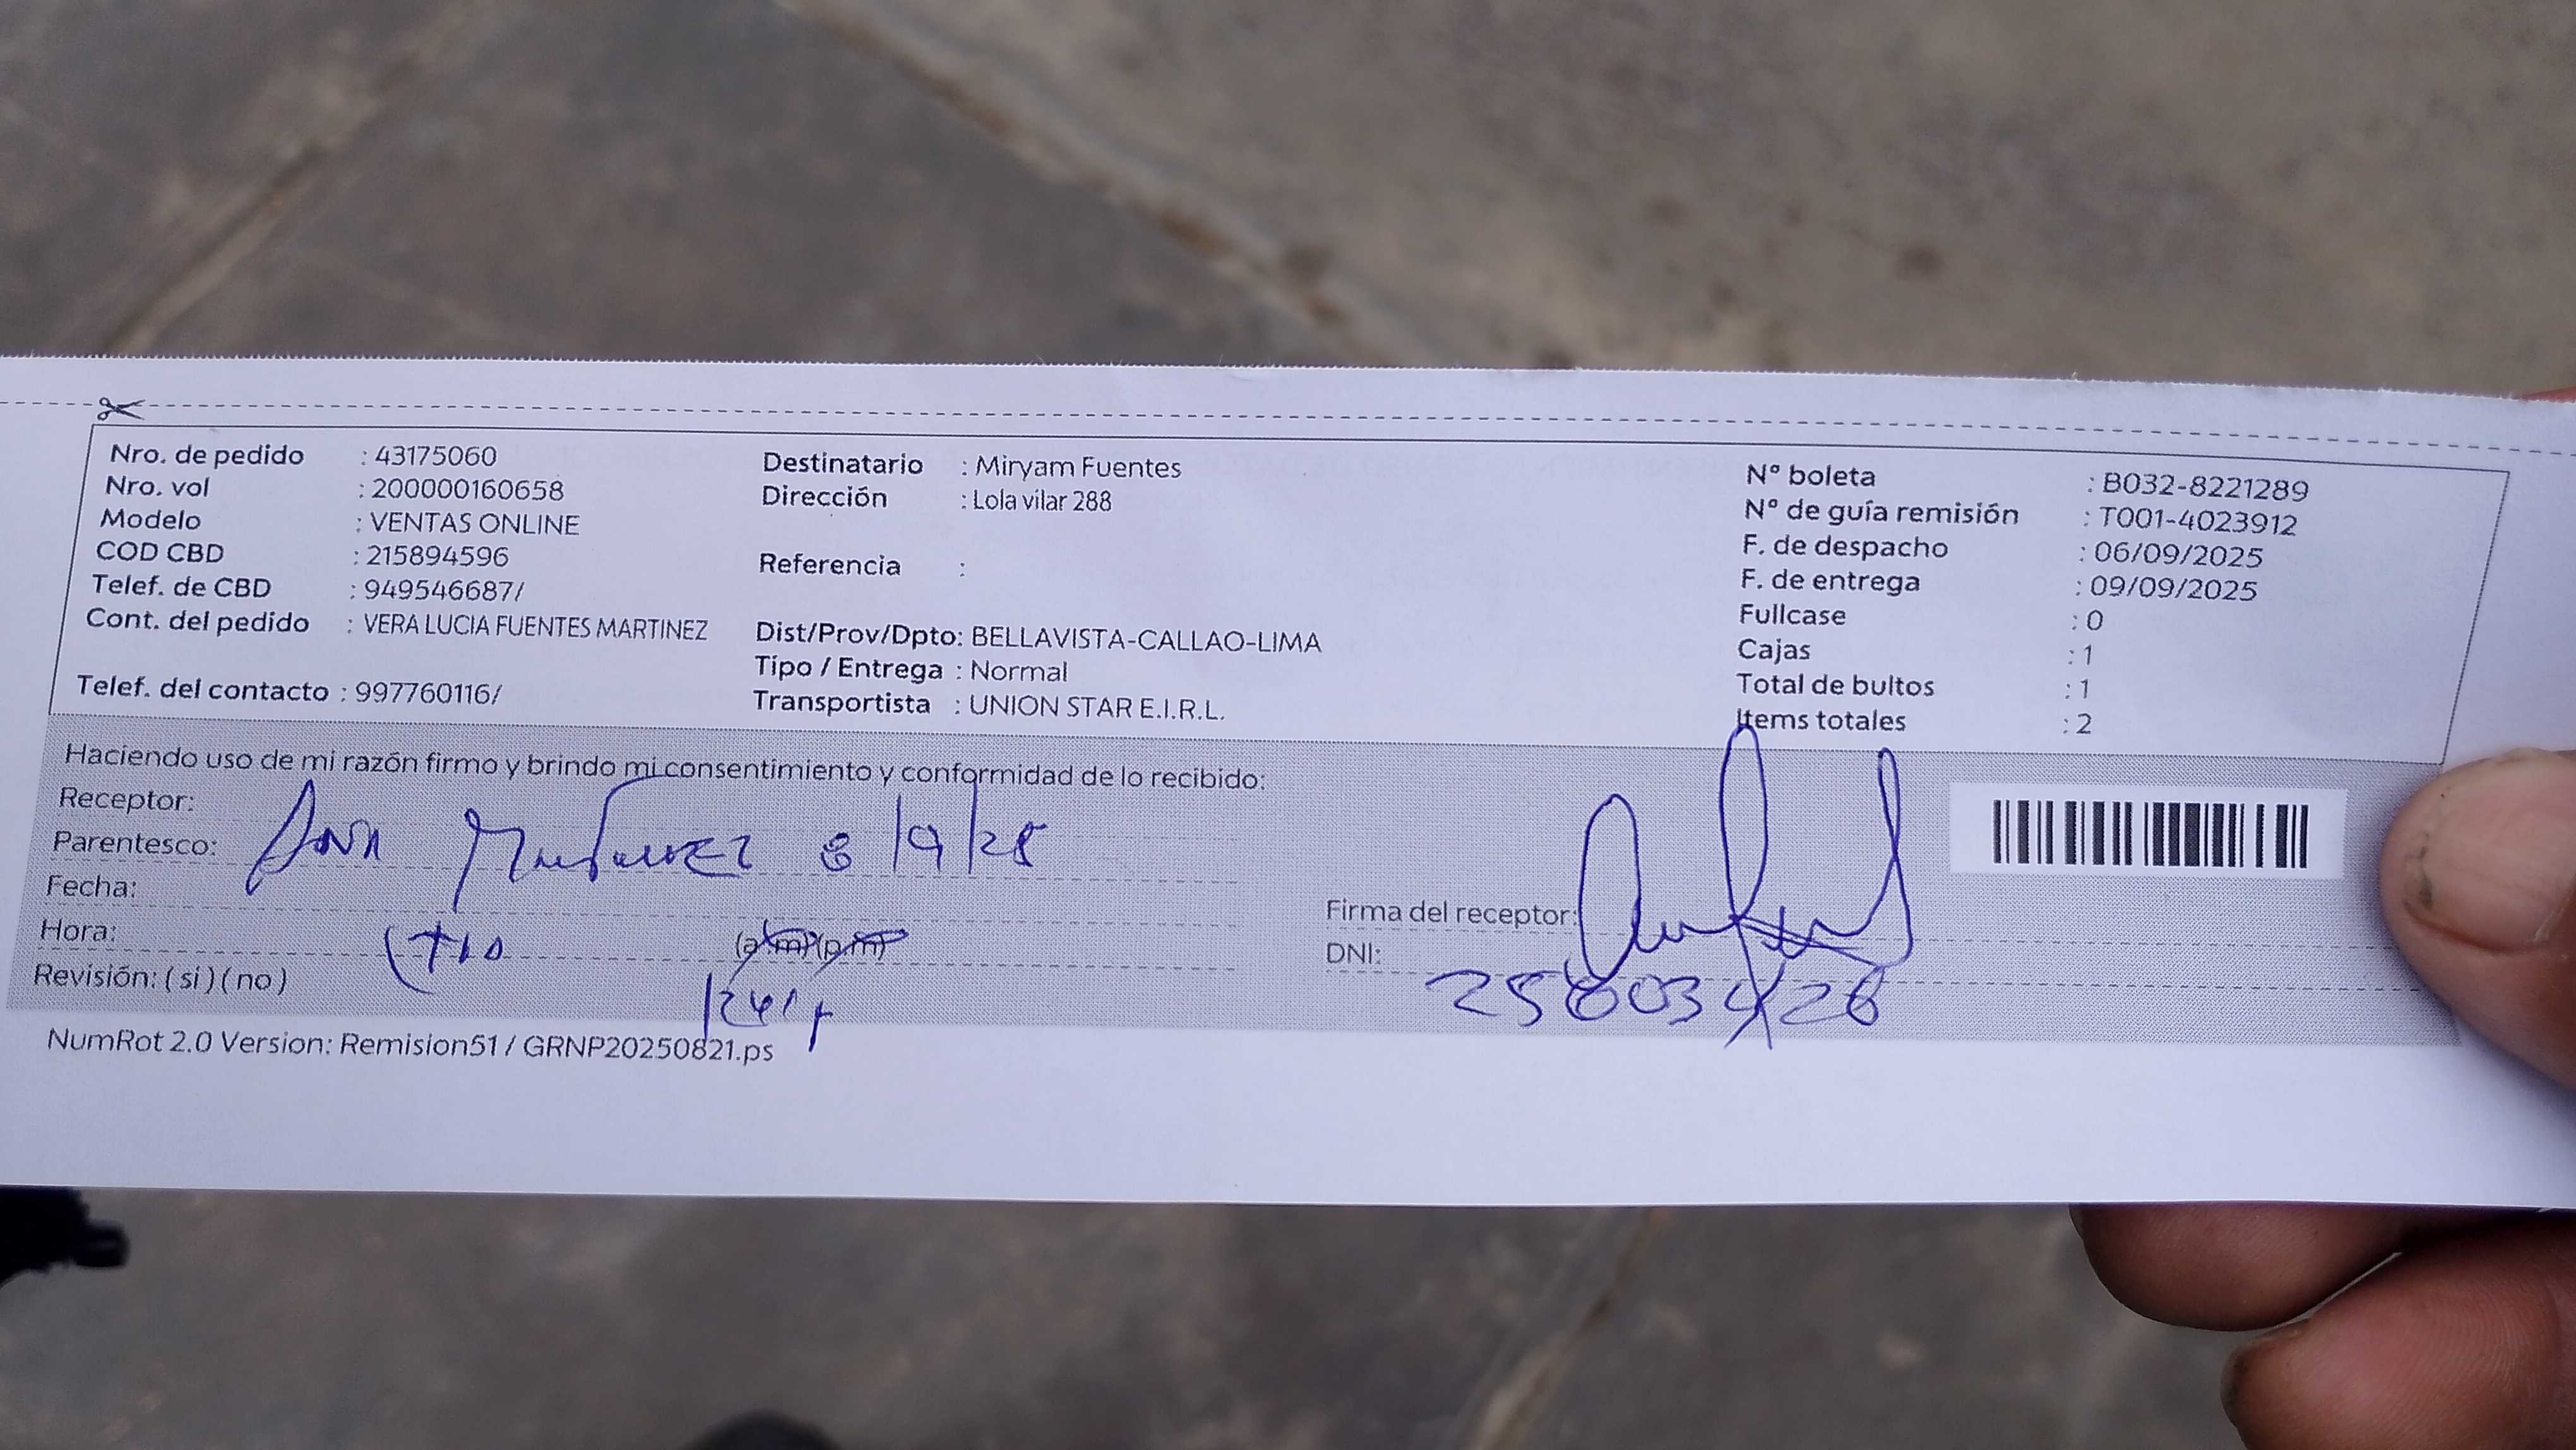 Nro. de pedido : 43175060
Nro. vol : 200000160658
Modelo : VENTAS ONLINE
COD CBD : 215894596
Telef. de CBD : 949546687/
Cont. del pedido : VERA LUCIA FUENTES MARTINEZ
Telef. del contacto : 997760116/
Destinatario : Miryam Fuentes
Dirección : Lola vilar 288
Referencia :
Dist/Prov/Dpto: BELLAVISTA-CALLAO-LIMA
Tipo / Entrega : Normal
Transportista : UNION STAR E.I.R.L.
Nº boleta : B032-8221289
Nº de guía remisión : T001-4023912
F. de despacho : 06/09/2025
F. de entrega : 09/09/2025
Fullcase : 0
Cajas : 1
Total de bultos : 1
Items totales : 2
Haciendo uso de mi razón firmo y brindo mi consentimiento y conformidad de lo recibido:
Receptor:
Parentesco:
8/9/25
Fecha:
Hora: (a.m)(p.m)
Revisión: ( si ) ( no )
Firma del receptor:
DNI:
NumRot 2.0 Version: Remision51 / GRNP20250821.ps